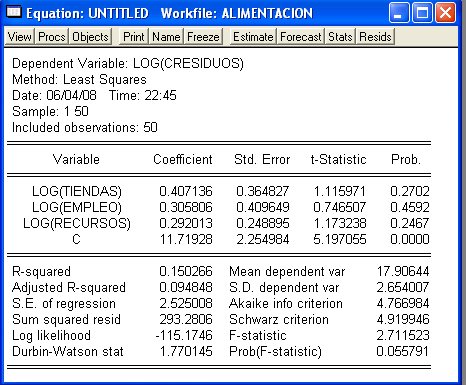 Equation: UNTITLED Workfile: ALIMENTACION
View Procs Objects Print Name Freeze Estimate Forecast Stats Resids
Dependent Variable: LOG(CRESIDUOS)
Method: Least Squares
Date: 06/04/08 Time: 22:45
Sample: 1 50
Included observations: 50
Variable Coefficient Std. Error t-Statistic Prob.
LOG(TIENDAS) 0.407136 0.364827 1.115971 0.2702
LOG(EMPLEO) 0.305806 0.409649 0.746507 0.4592
LOG(RECURSOS) 0.292013 0.248895 1.173238 0.2467
C 11.71928 2.254984 5.197055 0.0000
R-squared 0.150266 Mean dependent var 17.90644
Adjusted R-squared 0.094848 S.D. dependent var 2.654007
S.E. of regression 2.525008 Akaike info criterion 4.766984
Sum squared resid 293.2806 Schwarz criterion 4.919946
Log likelihood -115.1746 F-statistic 2.711523
Durbin-Watson stat 1.770145 Prob(F-statistic) 0.055791